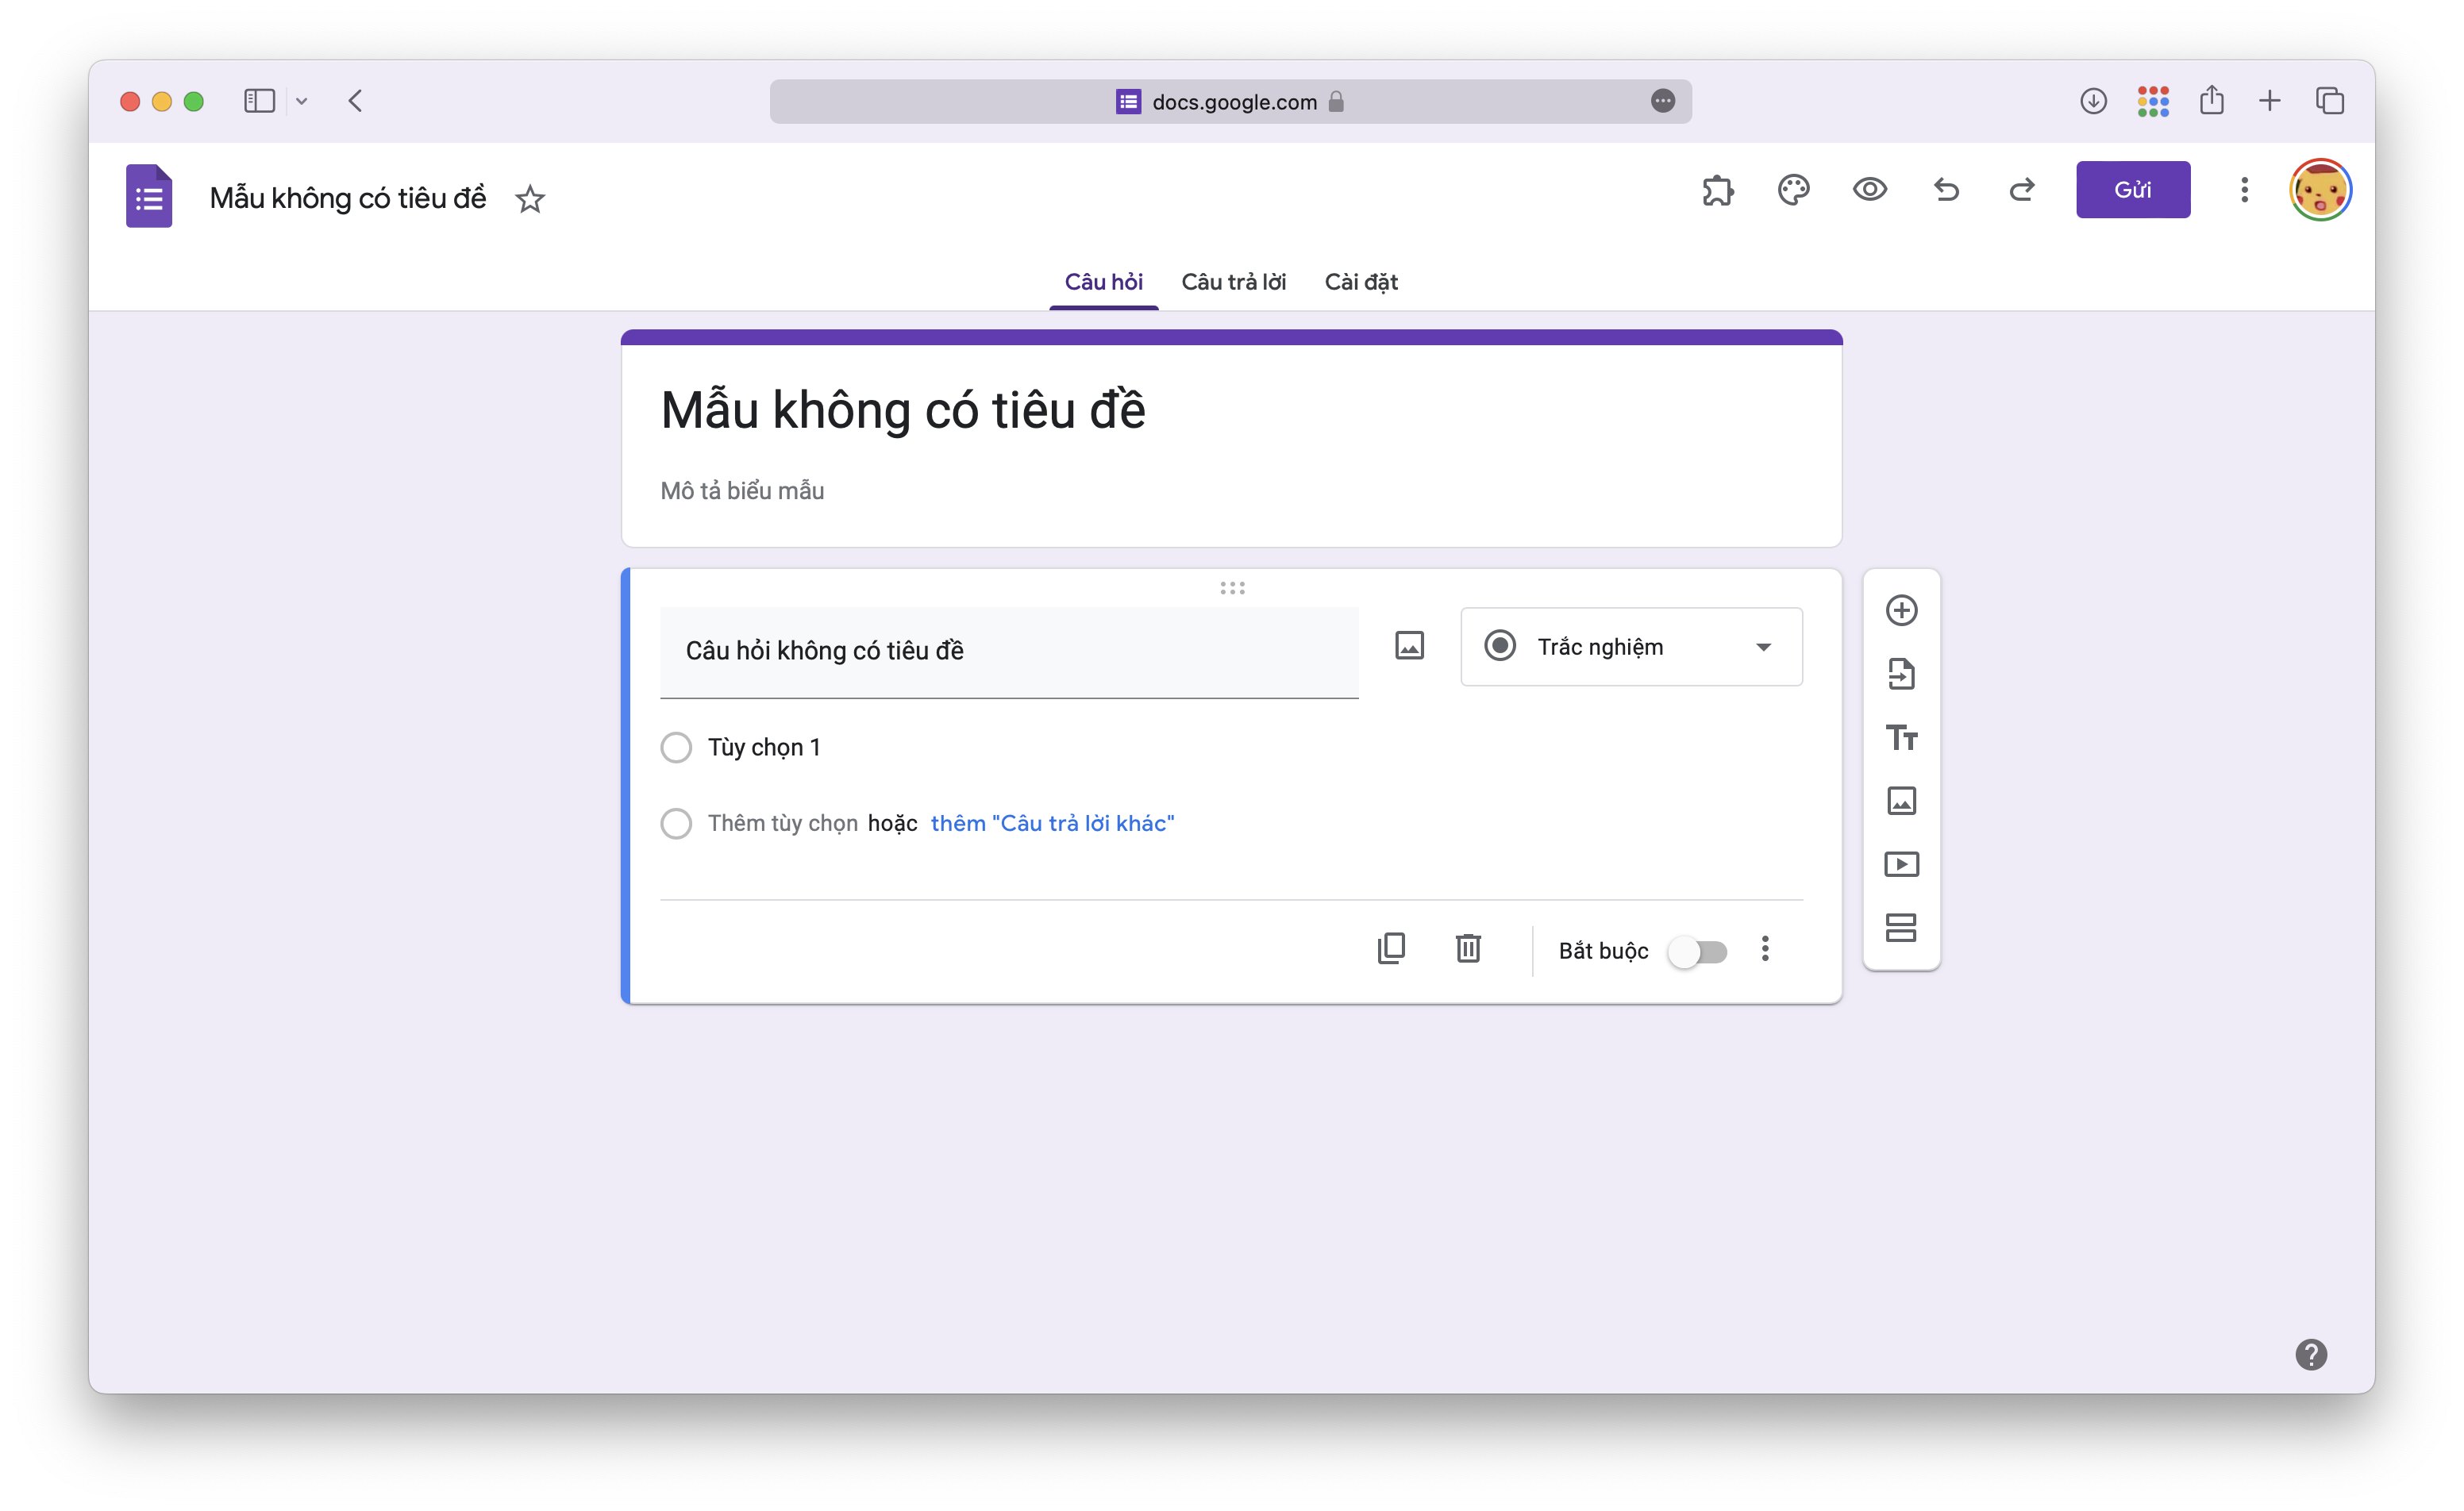 docs.google.com
Mẫu không có tiêu đề
Gửi
Câu hỏi Câu trả lời Cài đặt
Mẫu không có tiêu đề
Mô tả biểu mẫu
Câu hỏi không có tiêu đề
Trắc nghiệm
Tùy chọn 1
Thêm tùy chọn hoặc thêm "Câu trả lời khác"
Bắt buộc